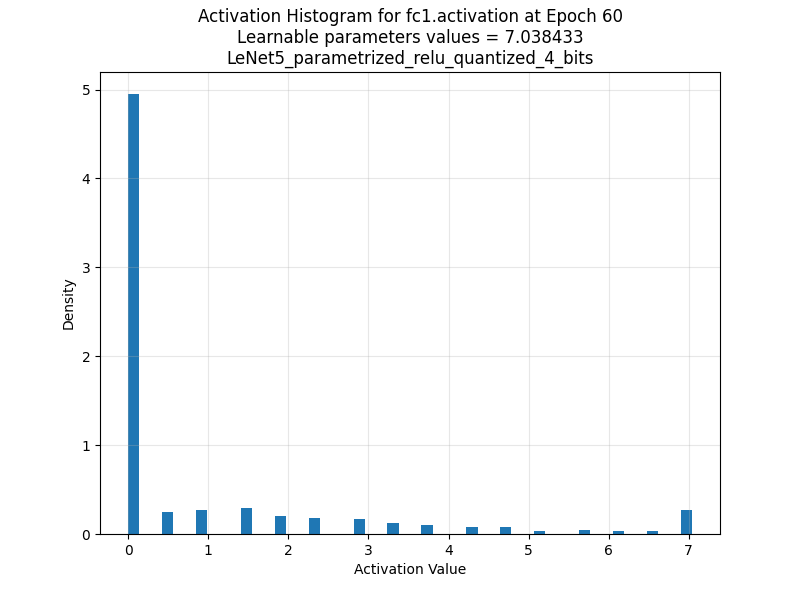 Activation Histogram for fc1.activation at Epoch 60
Learnable parameters values = 7.038433
LeNet5_parametrized_relu_quantized_4_bits
5
4
3
2
1
0
Density
0 1 2 3 4 5 6 7
Activation Value